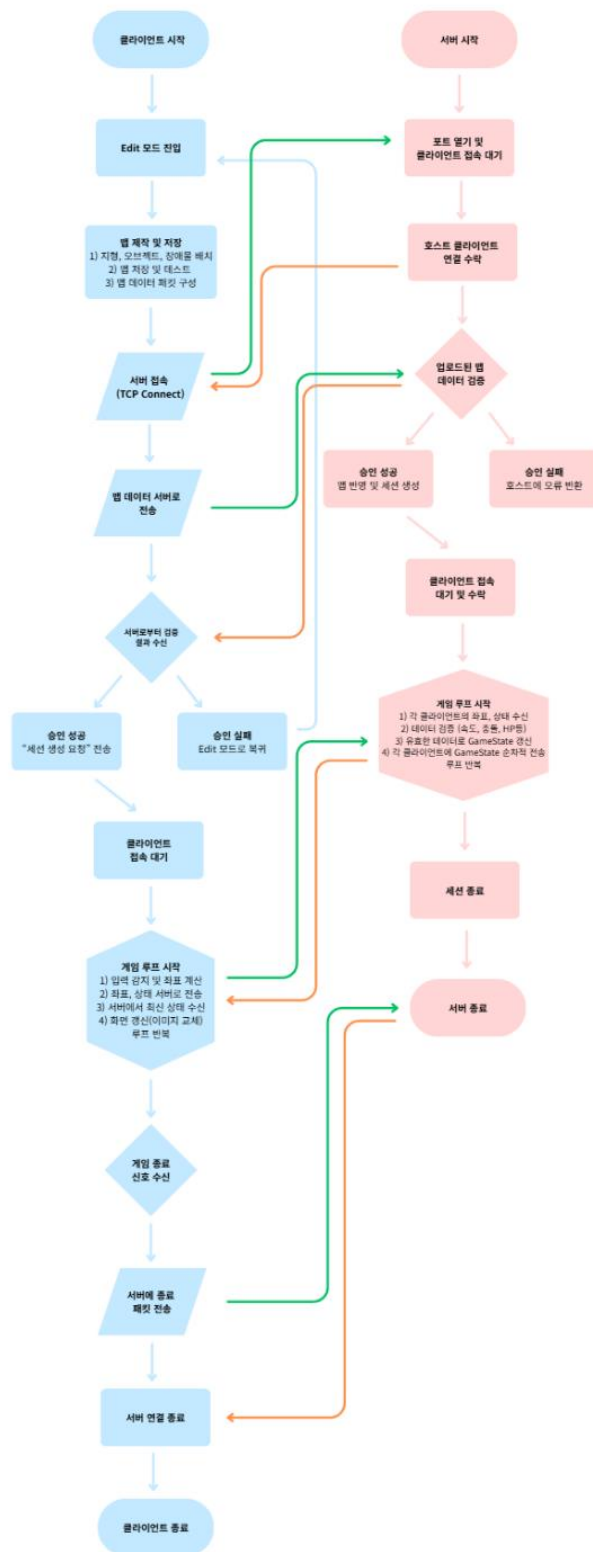 클라이언트 시작
Edit 모드 진입
맵 제작 및 저장
1) 지형, 오브젝트, 장애물 배치
2) 맵 저장 및 테스트
3) 맵 데이터 패킷 구성
서버 접속
(TCP Connect)
맵 데이터 서버로
전송
서버로부터 검증
결과 수신
승인 성공
"세션 생성 요청" 전송
승인 실패
Edit 모드로 복귀
클라이언트
접속 대기
게임 루프 시작
1) 입력 감지 및 좌표 계산
2) 좌표, 상태 서버로 전송
3) 서버에서 최신 상태 수신
4) 화면 갱신(이미지 교체)
루프 반복
게임 종료
신호 수신
서버에 종료
패킷 전송
서버 연결 종료
클라이언트 종료
서버 시작
포트 열기 및
클라이언트 접속 대기
호스트 클라이언트
연결 수락
업로드된 맵
데이터 검증
승인 성공
맵 반영 및 세션 생성
승인 실패
호스트에 오류 반환
클라이언트 접속
대기 및 수락
게임 루프 시작
1) 각 클라이언트의 좌표, 상태 수신
2) 데이터 검증 (속도, 충돌, HP등)
3) 유효한 데이터로 GameState 갱신
4) 각 클라이언트에 GameState 순차적 전송
루프 반복
세션 종료
서버 종료